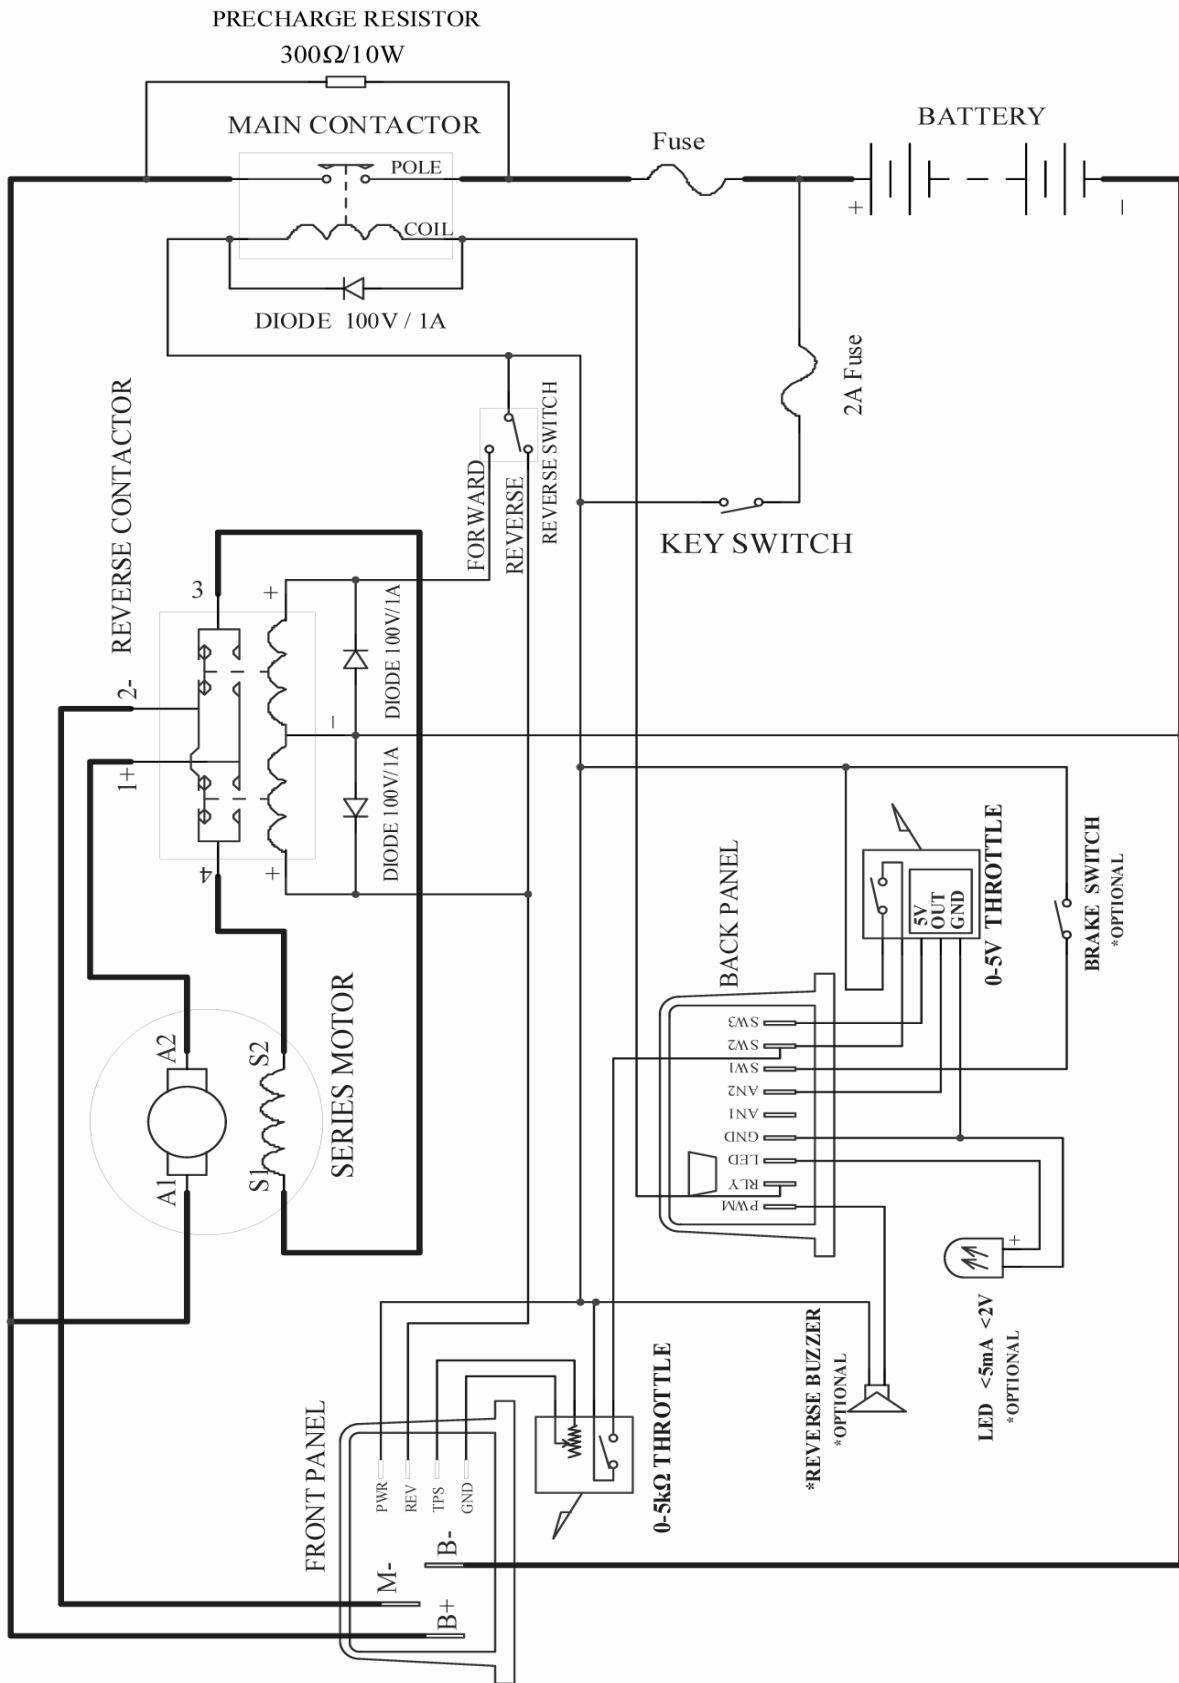 PRECHARGE RESISTOR
300Ω/10W
MAIN CONTACTOR
POLE
COIL
DIODE 100V / 1A
Fuse
BATTERY
+
−
2A Fuse
KEY SWITCH
REVERSE CONTACTOR
FORWARD
REVERSE
REVERSE SWITCH
3
+
2-
1+
−
4
+
DIODE 100V/1A
DIODE 100V/1A
A2
S2
A1
S1
SERIES MOTOR
BACK PANEL
SW3
SW2
SW1
AN2
AN1
GND
LED
RLY
PWM
5V
OUT
GND
0-5V THROTTLE
BRAKE SWITCH
*OPTIONAL
+
LED <5mA <2V
*OPTIONAL
*REVERSE BUZZER
*OPTIONAL
0-5kΩ THROTTLE
FRONT PANEL
PWR
REV
TPS
GND
M-
B-
B+